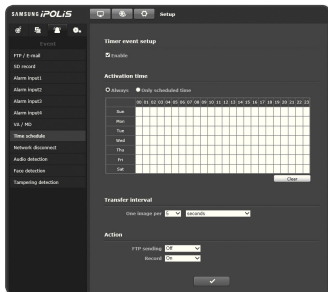 SAMSUNG iPOLiS
Setup
Event
FTP / E-mail
SD record
Alarm input1
Alarm input2
Alarm input3
Alarm input4
VA / MD
Time schedule
Network disconnect
Audio detection
Face detection
Tampering detection
Timer event setup
Enable
Activation time
Always Only scheduled time
00 01 02 03 04 05 06 07 08 09 10 11 12 13 14 15 16 17 18 19 20 21 22 23
Sun
Mon
Tue
Wed
Thu
Fri
Sat
Clear
Transfer interval
One image per seconds
Action
FTP sending Off
Record On